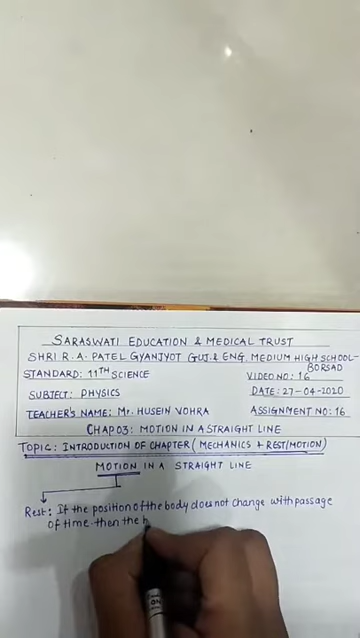 SARASWATI EDUCATION & MEDICAL TRUST
SHRI R.A. PATEL GYANJYOT GUJ. & ENG. MEDIUM HIGH SCHOOL-
BORSAD
STANDARD: 11TH SCIENCE
VIDEO NO: 16
SUBJECT: PHYSICS
DATE: 27-04-2020
TEACHER'S NAME: Mr. HUSEIN VOHRA
ASSIGNMENT NO: 16
CHAP 03: MOTION IN A STRAIGHT LINE
TOPIC: INTRODUCTION OF CHAPTER (MECHANICS + REST/MOTION)
MOTION IN A STRAIGHT LINE
Rest: If the position of the body does not change with passage
of time then the b